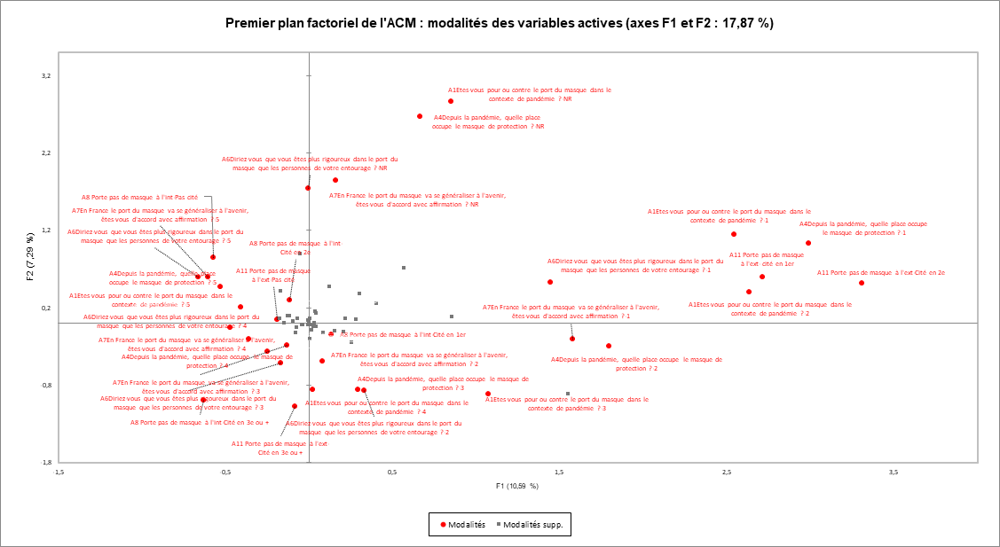 Premier plan factoriel de l'ACM : modalités des variables actives (axes F1 et F2 : 17,87 %)
3,2
A1Etes vous pour ou contre le port du masque dans le
contexte de pandémie ?-NR
A4Depuis la pandémie, quelle place
occupe le masque de protection ?-NR
2,2
A6Diriez vous que vous êtes plus rigoureux dans le port du
masque que les personnes de votre entourage ?-NR
A7En France le port du masque va se généraliser à l'avenir,
êtes vous d'accord avec affirmation ?-NR
A8 Porte pas de masque à l'int Pas cité
A7En France le port du masque va se généraliser à l'avenir,
êtes vous d'accord avec affirmation ?-5
A6Diriez vous que vous êtes plus rigoureux dans le port du
masque que les personnes de votre entourage ?-5
A8 Porte pas de masque à l'int
Cité en 2e
A1Etes vous pour ou contre le port du masque dans le
contexte de pandémie ?-1
A4Depuis la pandémie, quelle place occupe
le masque de protection ?-1
1,2
A11 Porte pas de masque
à l'ext cité en 1er
A6Diriez vous que vous êtes plus rigoureux dans le port du
masque que les personnes de votre entourage ?-1
A11 Porte pas de masque à l'ext Cité en 2e
A4Depuis la pandémie, quelle place
occupe le masque de protection ?-5
A11 Porte pas de masque
à l'ext Pas cité
A1Etes vous pour ou contre le port du masque dans le
contexte de pandémie ?-5
A1Etes vous pour ou contre le port du masque dans le
contexte de pandémie ?-2
0,2
A7En France le port du masque va se généraliser à l'avenir,
êtes vous d'accord avec affirmation ?-1
A6Diriez vous que vous êtes plus rigoureux dans le port du
masque que les personnes de votre entourage ?-4
A8 Porte pas de masque à l'int Cité en 1er
A7En France le port du masque va se généraliser à l'avenir,
êtes vous d'accord avec affirmation ?-4
A4Depuis la pandémie, quelle place occupe le masque de
protection ?-4
A7En France le port du masque va se généraliser à l'avenir,
êtes vous d'accord avec affirmation ?-2
A4Depuis la pandémie, quelle place occupe le masque de
protection ?-2
-0,8
A7En France le port du masque va se généraliser à l'avenir,
êtes vous d'accord avec affirmation ?-3
A4Depuis la pandémie, quelle place occupe le masque de
protection ?-3
A6Diriez vous que vous êtes plus rigoureux dans le port du
masque que les personnes de votre entourage ?-3
A1Etes vous pour ou contre le port du masque dans le
contexte de pandémie ?-4
A1Etes vous pour ou contre le port du masque dans le
contexte de pandémie ?-3
A8 Porte pas de masque à l'int Cité en 3e ou +
A6Diriez vous que vous êtes plus rigoureux dans le port du
masque que les personnes de votre entourage ?-2
A11 Porte pas de masque à l'ext
Cité en 3e ou +
-1,8
-1,5
-0,5
0,5
1,5
2,5
3,5
F2 (7,29 %)
F1 (10,59 %)
Modalités
Modalités supp.